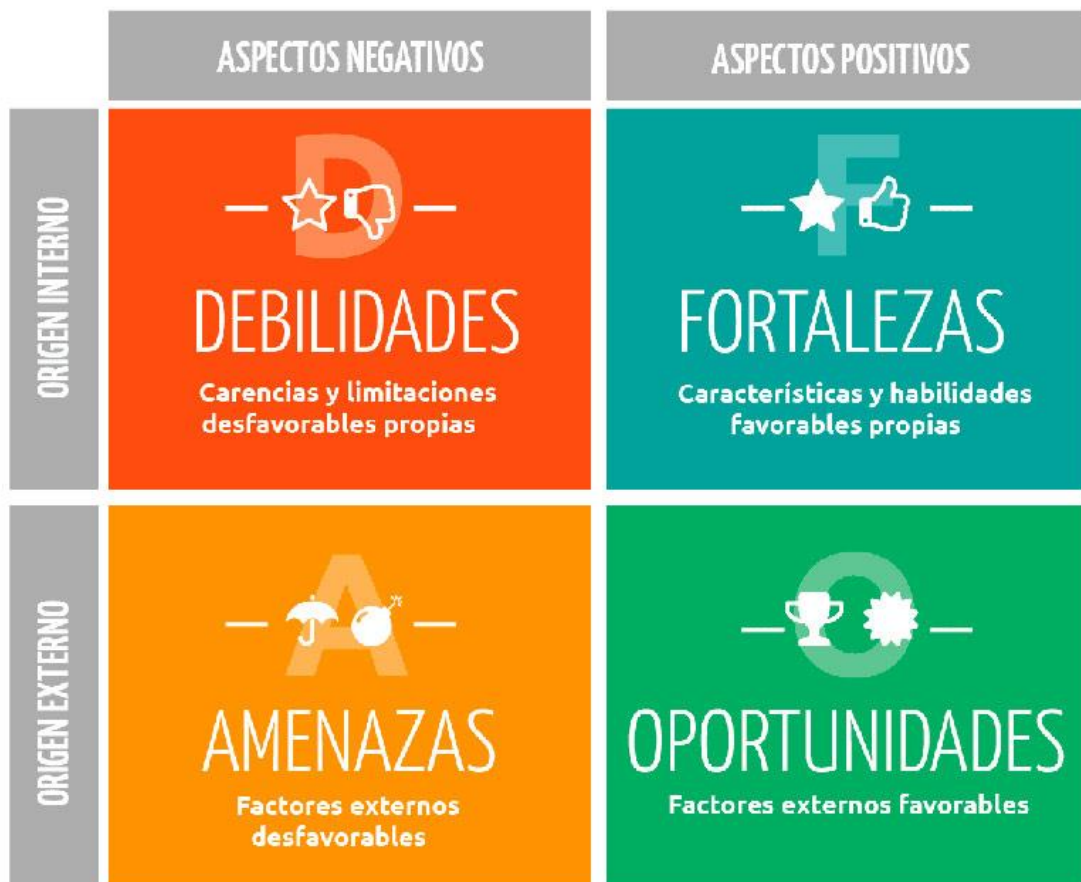 ASPECTOS NEGATIVOS
ASPECTOS POSITIVOS
ORIGEN INTERNO
D
DEBILIDADES
Carencias y limitaciones
desfavorables propias
F
FORTALEZAS
Características y habilidades
favorables propias
ORIGEN EXTERNO
A
AMENAZAS
Factores externos
desfavorables
O
OPORTUNIDADES
Factores externos favorables